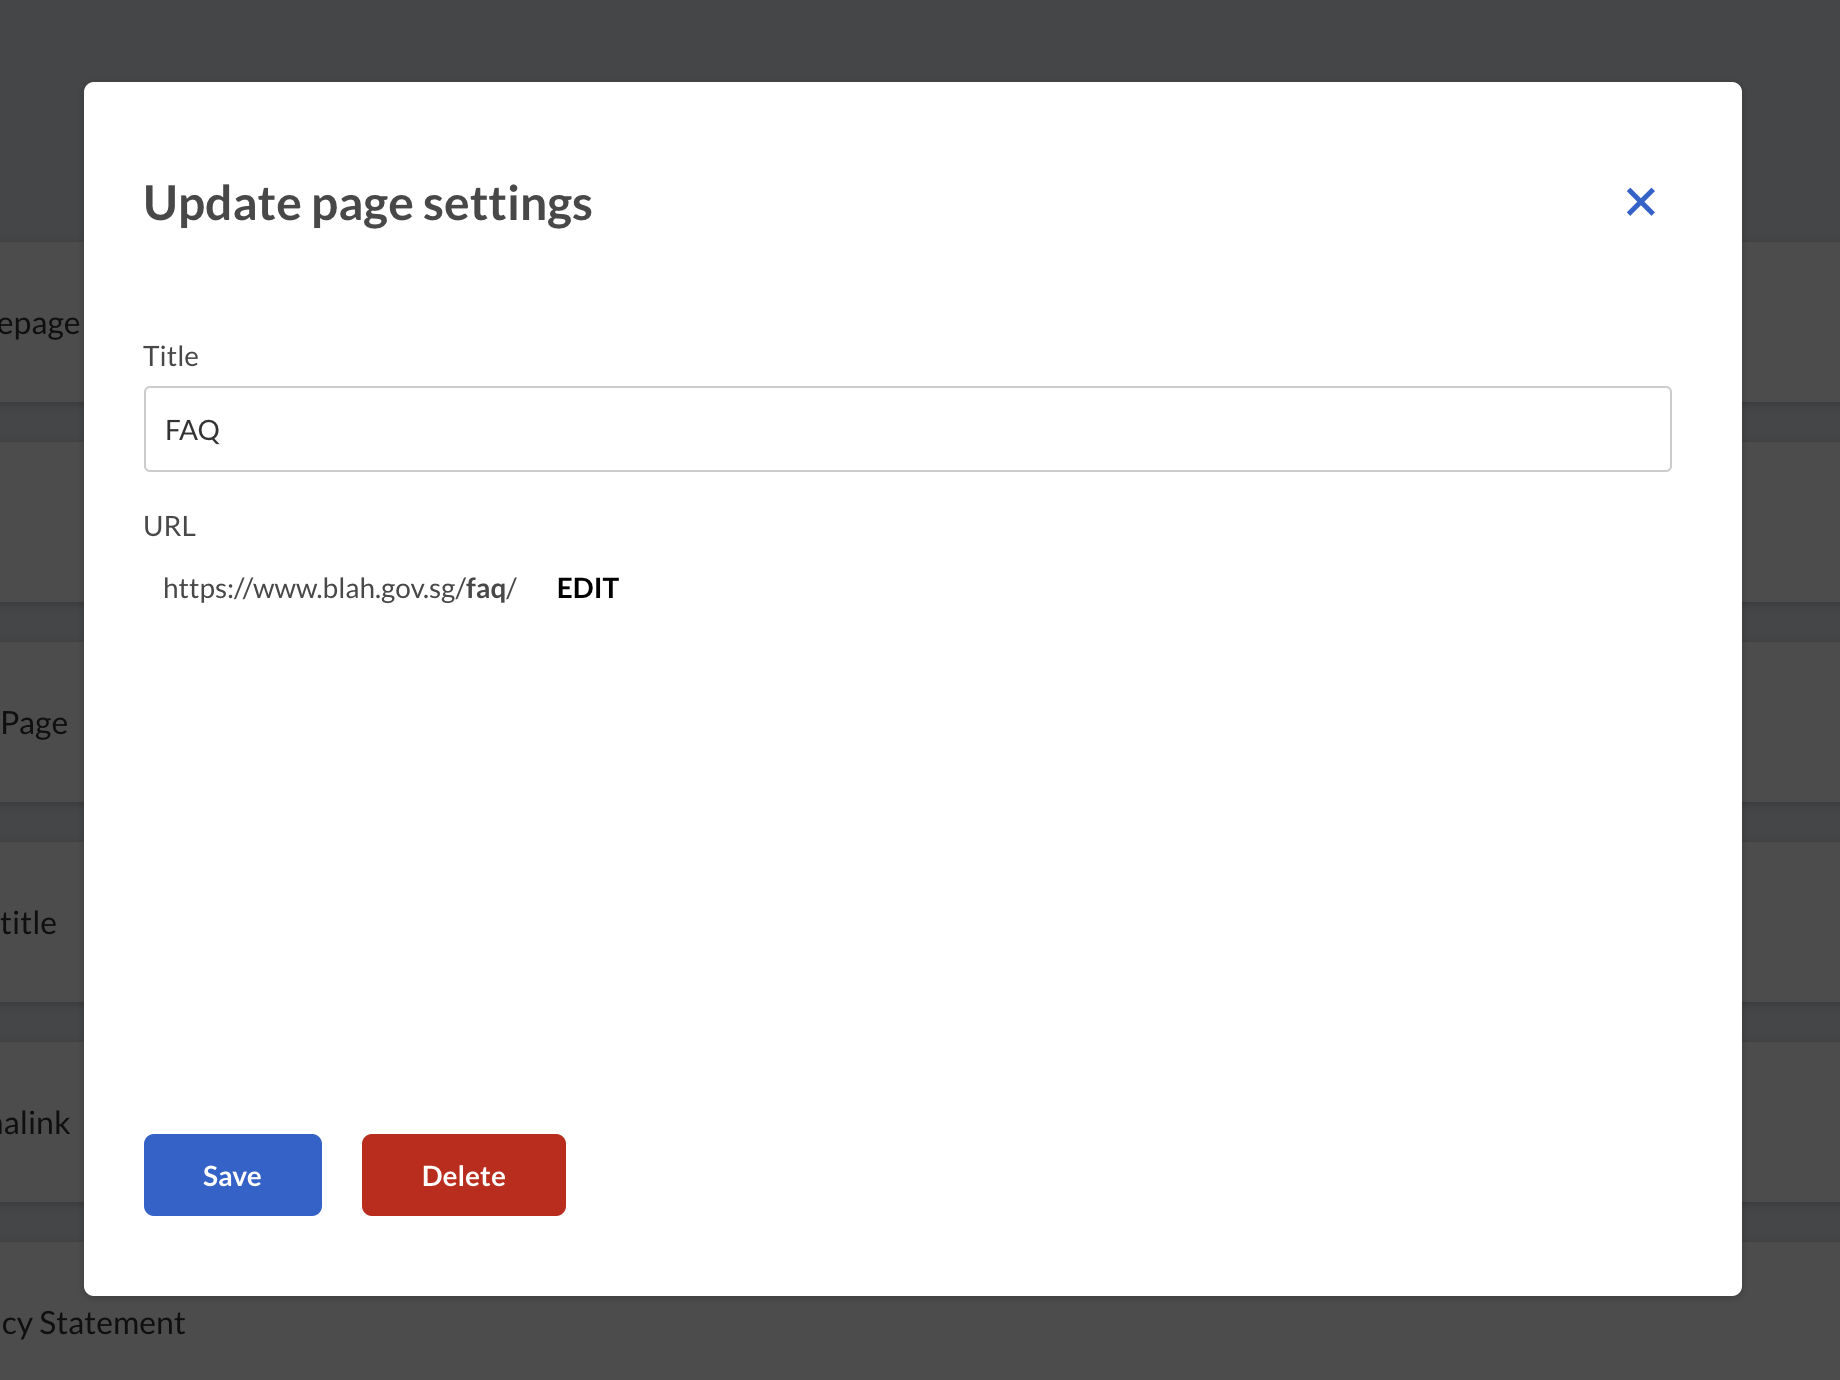 Update page settings
epage
Title
FAQ
URL
https://www.blah.gov.sg/faq/ EDIT
Page
title
alink
Save Delete
cy Statement